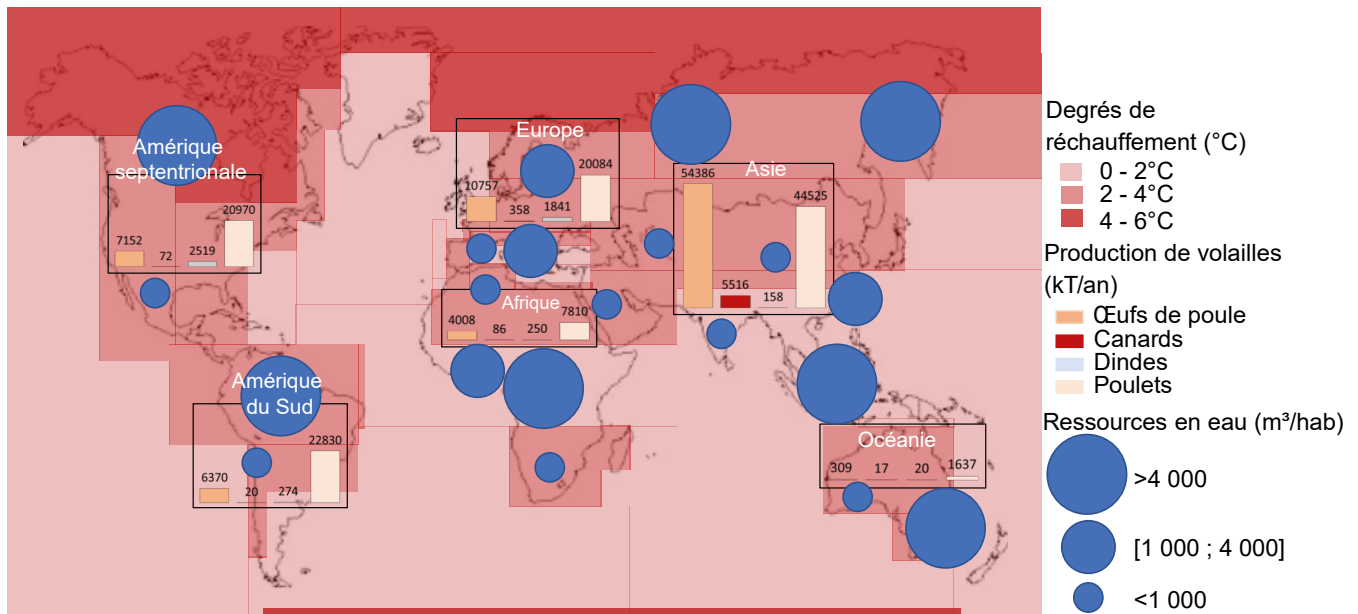 Amérique
septentrionale
7152
72
2519
20970
Europe
10757
358
1841
20084
Asie
54386
5516
158
44525
Afrique
4008
86
250
7810
Amérique
du Sud
6370
20
274
22830
Océanie
309
17
20
1637
Degrés de
réchauffement (°C)
0 - 2°C
2 - 4°C
4 - 6°C
Production de volailles
(kT/an)
Œufs de poule
Canards
Dindes
Poulets
Ressources en eau (m³/hab)
>4 000
[1 000 ; 4 000]
<1 000